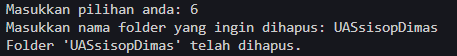 Masukkan pilihan anda: 6
Masukkan nama folder yang ingin dihapus: UASsisopDimas
Folder 'UASsisopDimas' telah dihapus.